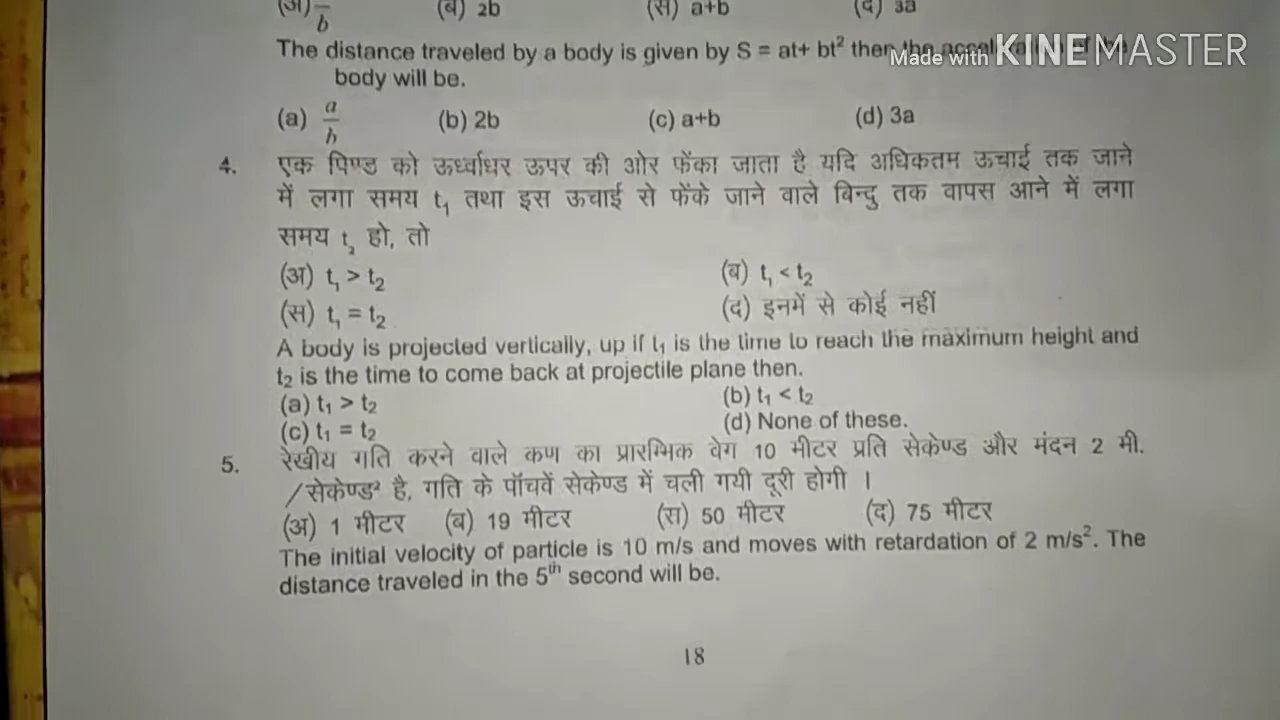 (अ) _ b (ब) 2b (स) a+b (द) 3a
The distance traveled by a body is given by S = at+ bt² then the
body will be.
(a) a/b (b) 2b (c) a+b (d) 3a
Made with KINEMASTER
4. एक पिण्ड को ऊर्ध्वाधर ऊपर की ओर फेंका जाता है यदि अधिकतम ऊचाई तक जाने
में लगा समय t₁ तथा इस ऊचाई से फेंके जाने वाले बिन्दु तक वापस आने में लगा
समय t₂ हो, तो
(अ) t₁ > t₂ (ब) t₁ < t₂
(स) t₁ = t₂ (द) इनमें से कोई नहीं
A body is projected vertically, up if t₁ is the time to reach the maximum height and
t₂ is the time to come back at projectile plane then.
(a) t₁ > t₂ (b) t₁ < t₂
(c) t₁ = t₂ (d) None of these.
5. रेखीय गति करने वाले कण का प्रारम्भिक वेग 10 मीटर प्रति सेकेण्ड और मंदन 2 मी.
/सेकेण्ड² है, गति के पॉचवें सेकेण्ड में चली गयी दूरी होगी ।
(अ) 1 मीटर (ब) 19 मीटर (स) 50 मीटर (द) 75 मीटर
The initial velocity of particle is 10 m/s and moves with retardation of 2 m/s². The
distance traveled in the 5th second will be.
18